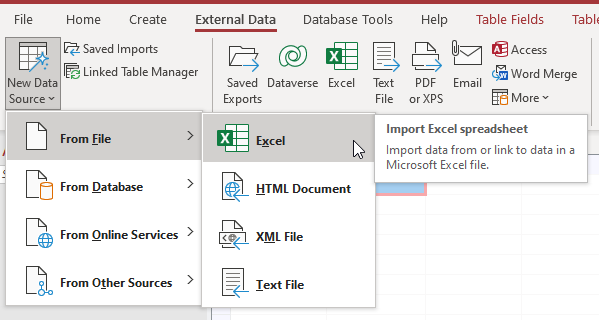 File Home Create External Data Database Tools Help Table Fields
New Data Source
Saved Imports
Linked Table Manager
Saved Exports
Dataverse
Excel
Text File
PDF or XPS
Email
Access
Word Merge
More
From File
From Database
From Online Services
From Other Sources
Excel
HTML Document
XML File
Text File
Import Excel spreadsheet
Import data from or link to data in a
Microsoft Excel file.